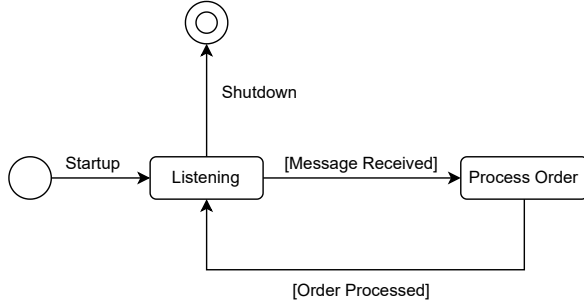 Shutdown
Startup
Listening
[Message Received]
Process Order
[Order Processed]